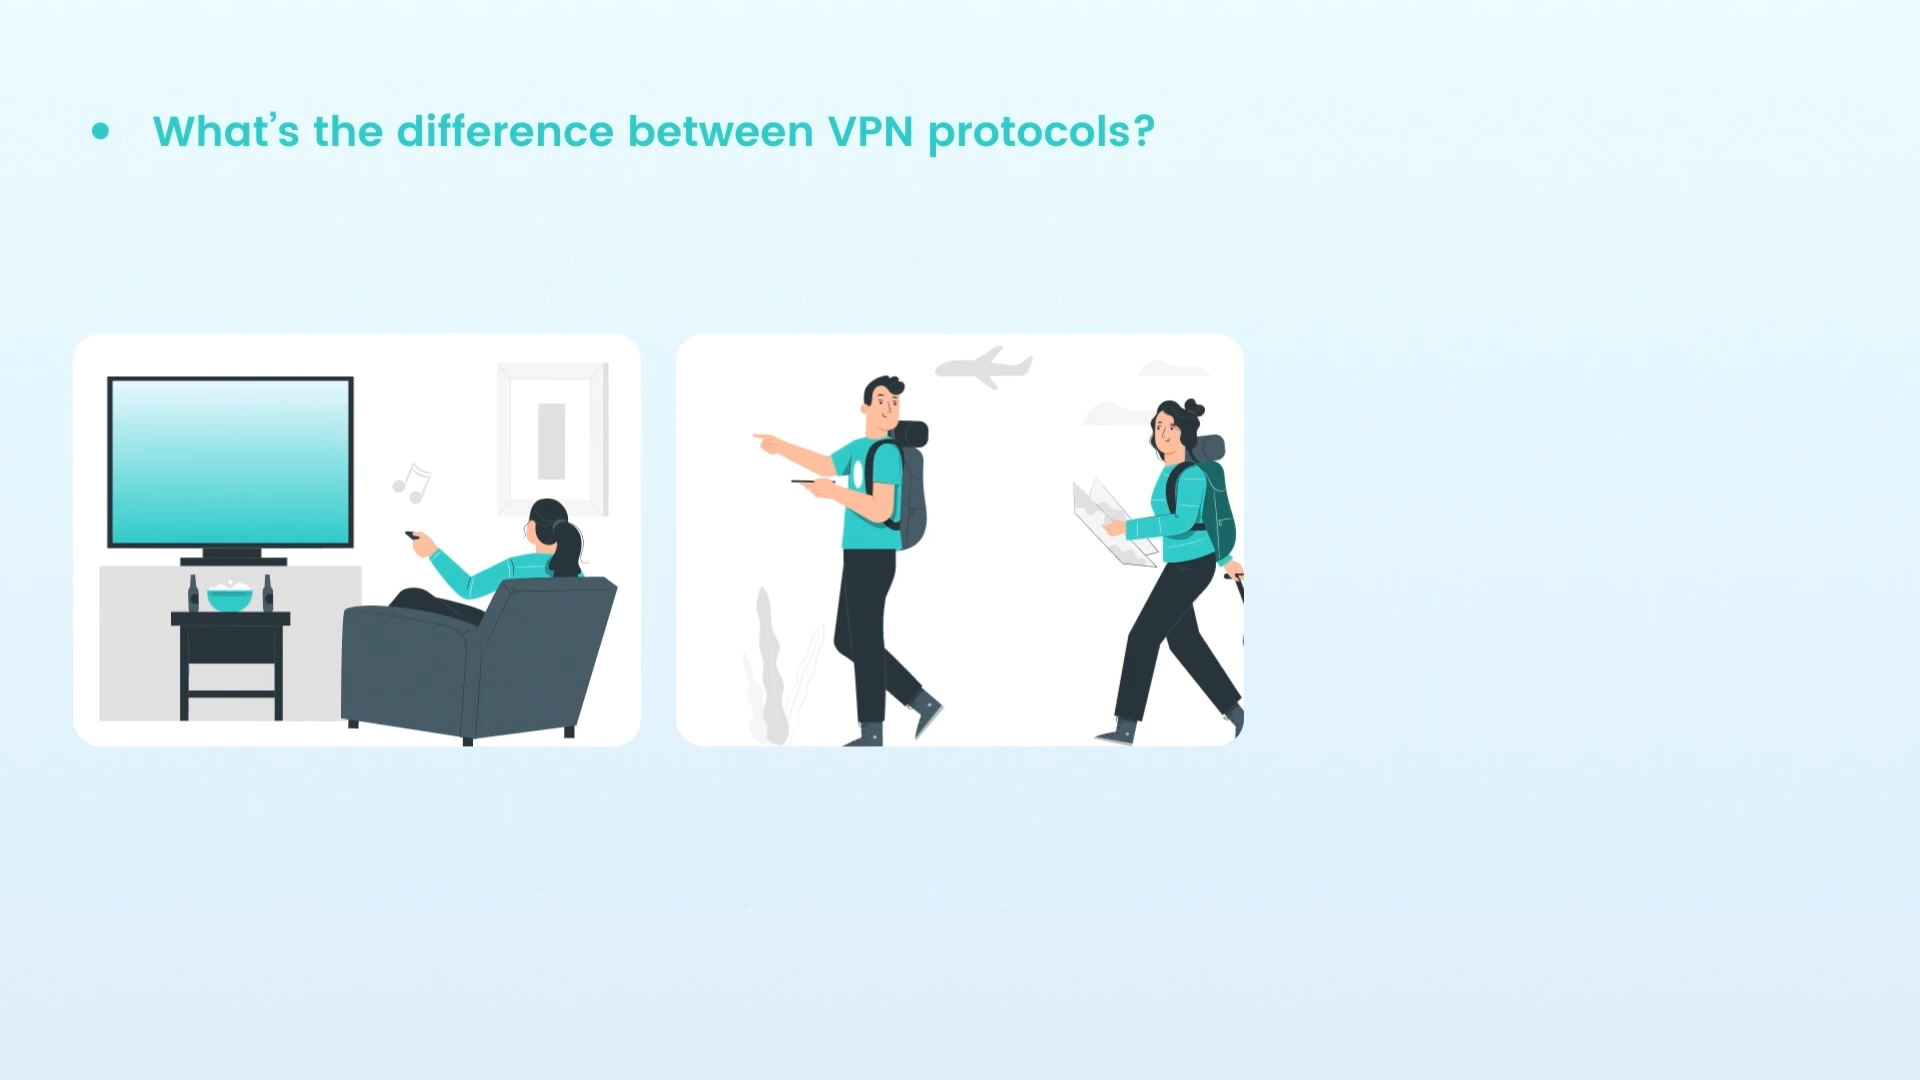 • What’s the difference between VPN protocols?